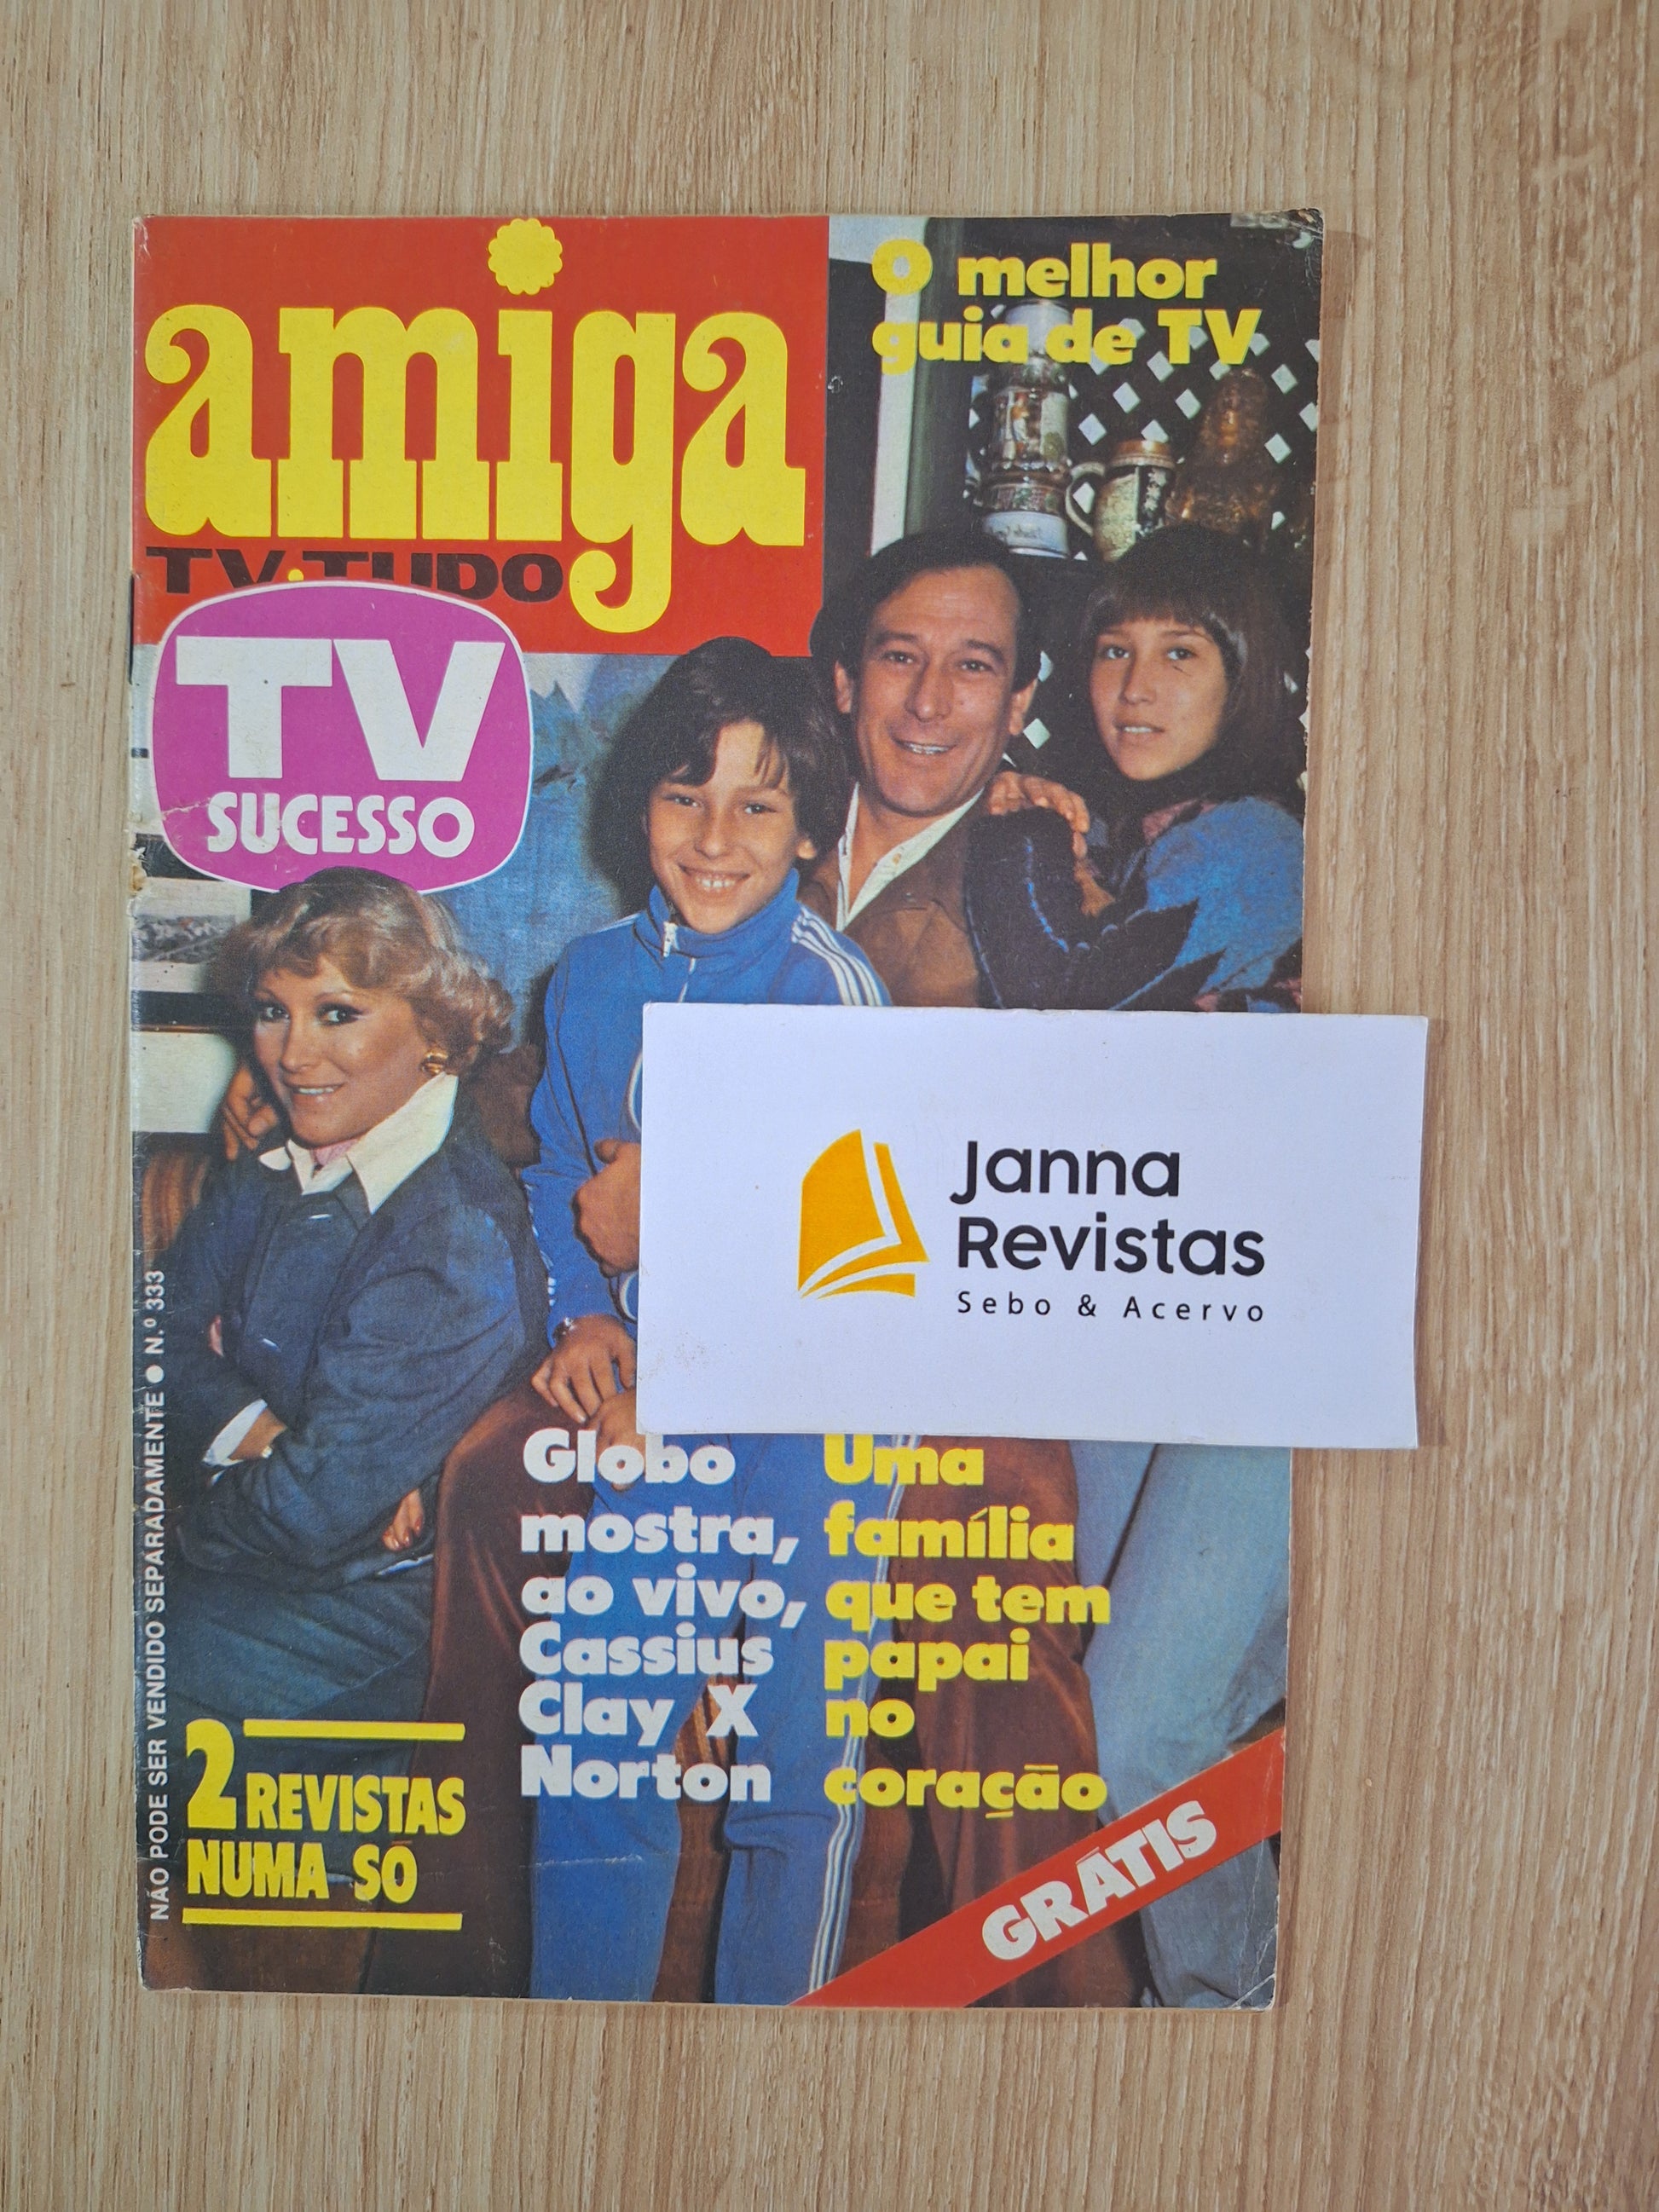 amiga
TV·TUDO
O melhor
guia de TV
TV
SUCESSO
Janna
Revistas
Sebo & Acervo
NÃO PODE SER VENDIDO SEPARADAMENTE ● N.º 333
Globo
mostra,
ao vivo,
Cassius
Clay X
Norton
Uma
família
que tem
papai
no
coração
2 REVISTAS
NUMA SÓ
GRÁTIS